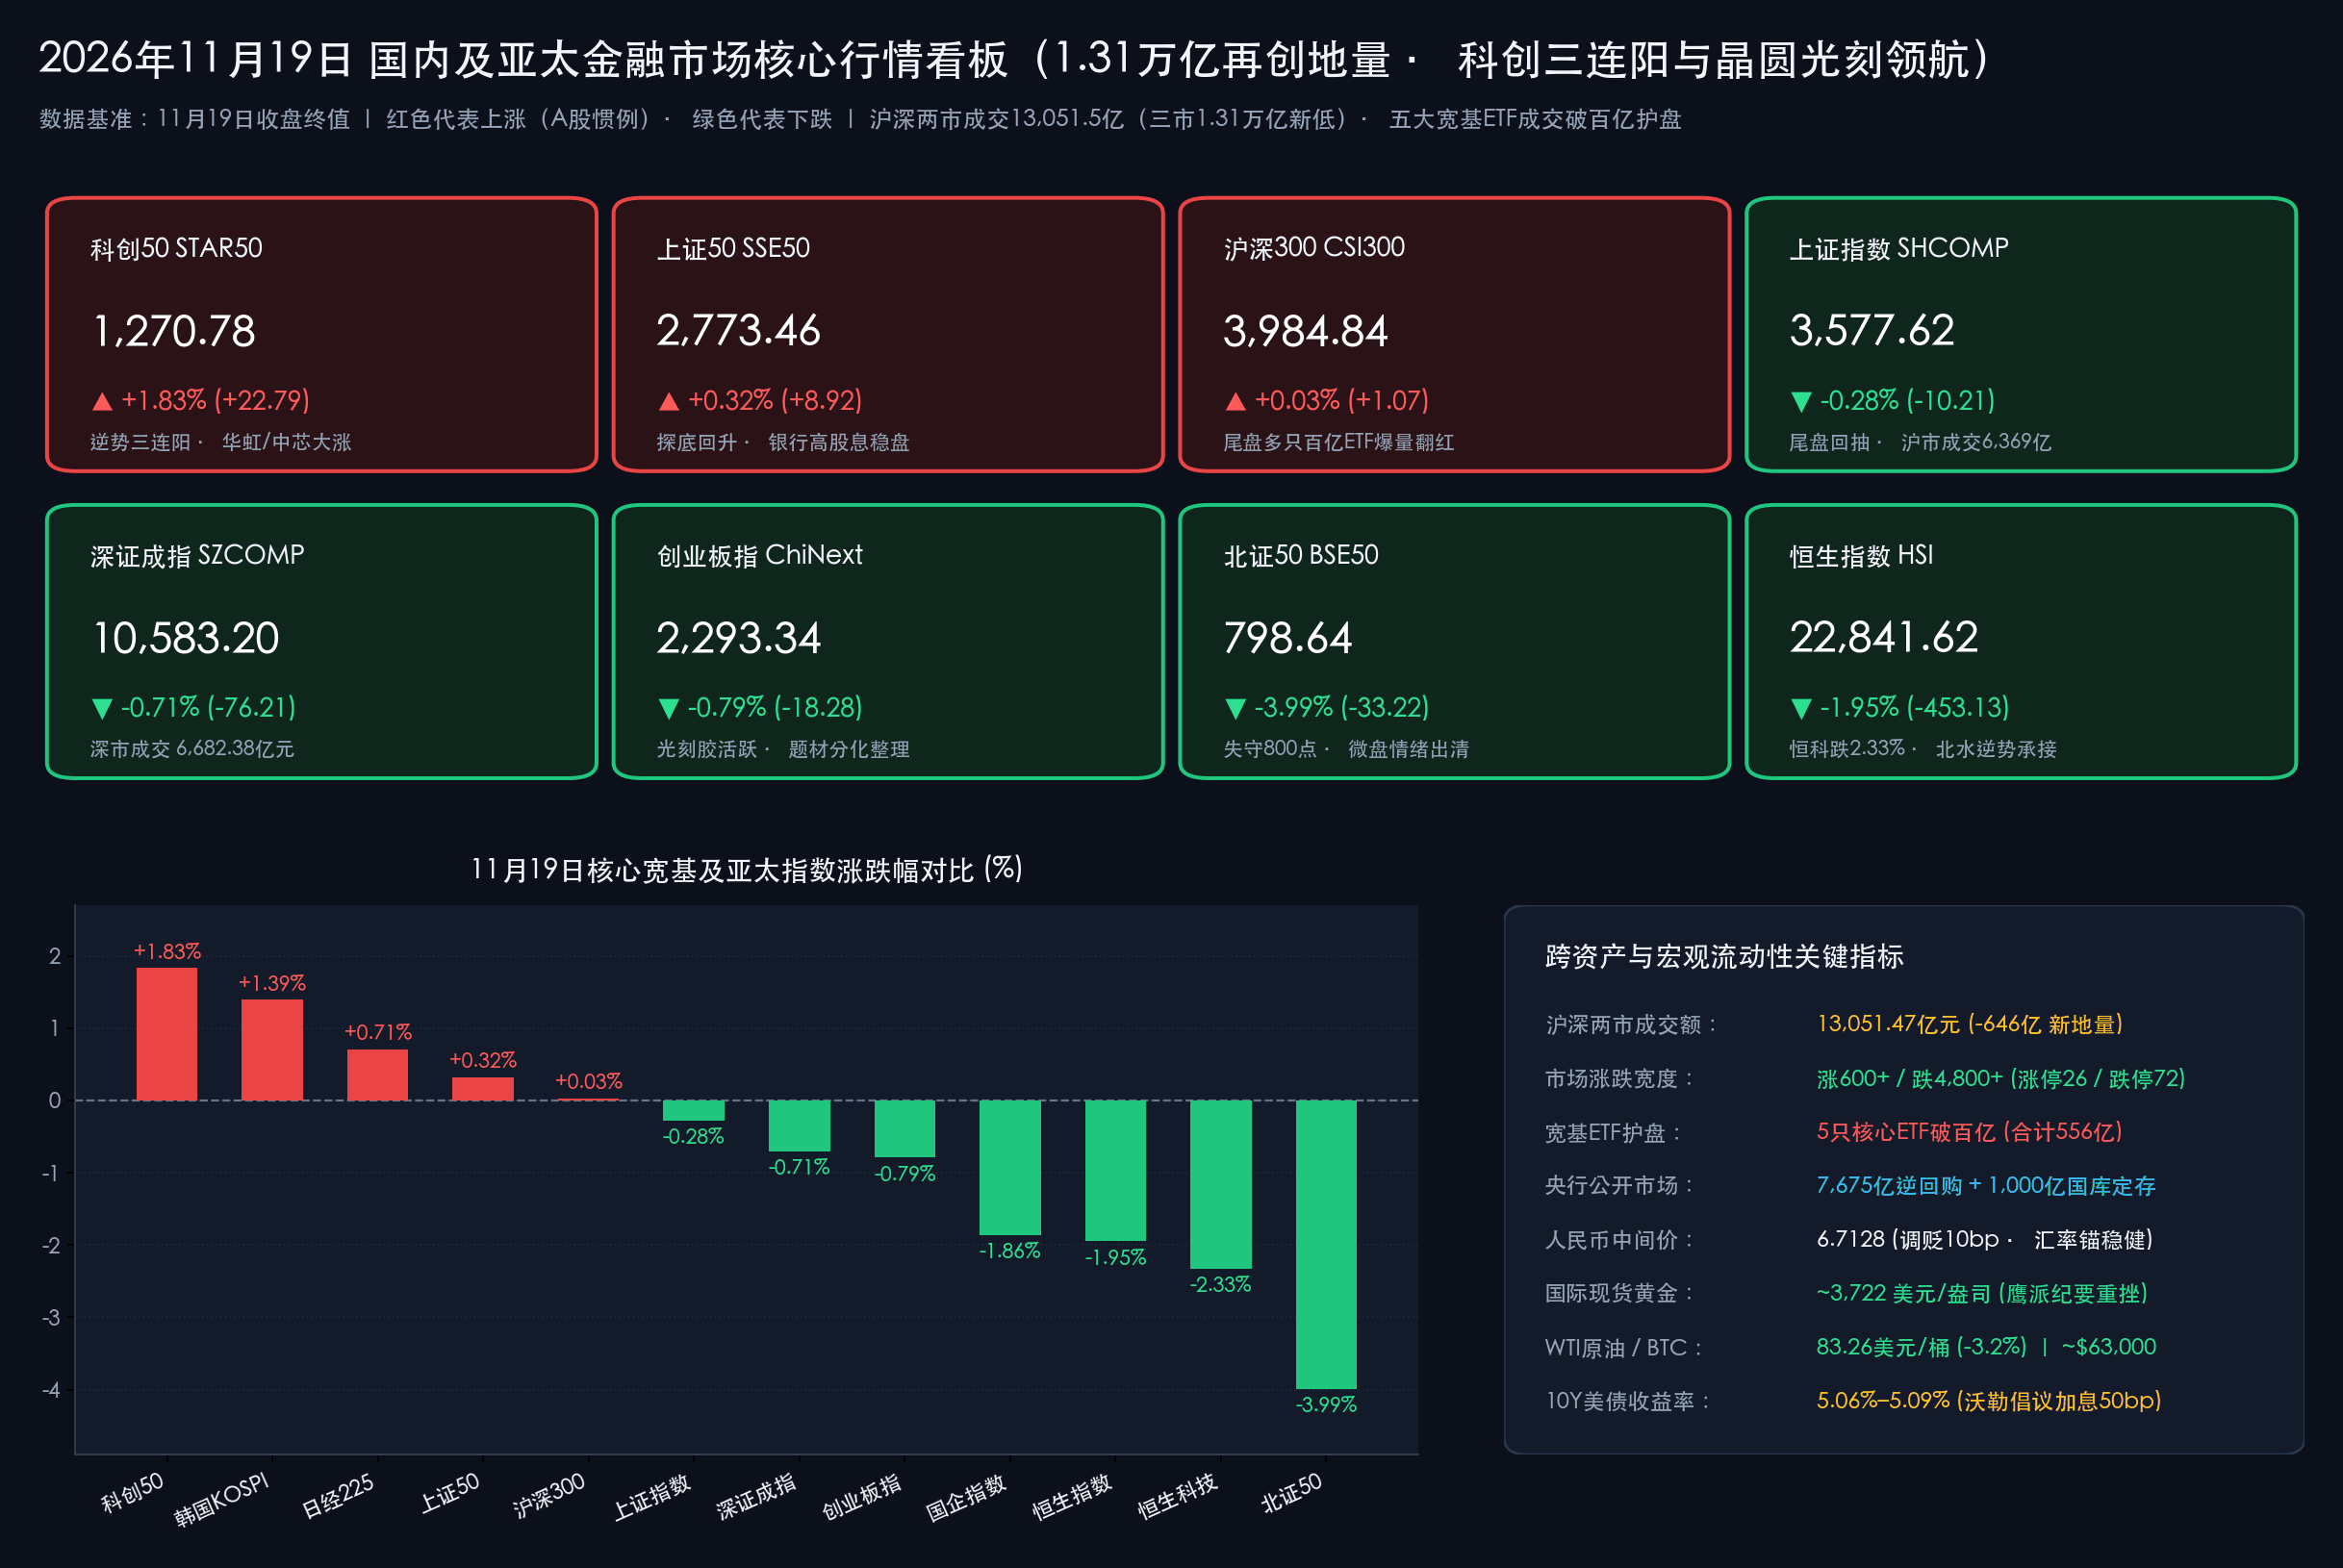 2026年11月19日 国内及亚太金融市场核心行情看板（1.31万亿再创地量 · 科创三连阳与晶圆光刻领航）
数据基准：11月19日收盘终值 | 红色代表上涨（A股惯例）· 绿色代表下跌 | 沪深两市成交13,051.5亿（三市1.31万亿新低）· 五大宽基ETF成交破百亿护盘
科创50 STAR50
1,270.78
▲ +1.83% (+22.79)
逆势三连阳 · 华虹/中芯大涨
上证50 SSE50
2,773.46
▲ +0.32% (+8.92)
探底回升 · 银行高股息稳盘
沪深300 CSI300
3,984.84
▲ +0.03% (+1.07)
尾盘多只百亿ETF爆量翻红
上证指数 SHCOMP
3,577.62
▼ -0.28% (-10.21)
尾盘回抽 · 沪市成交6,369亿
深证成指 SZCOMP
10,583.20
▼ -0.71% (-76.21)
深市成交 6,682.38亿元
创业板指 ChiNext
2,293.34
▼ -0.79% (-18.28)
光刻胶活跃 · 题材分化整理
北证50 BSE50
798.64
▼ -3.99% (-33.22)
失守800点 · 微盘情绪出清
恒生指数 HSI
22,841.62
▼ -1.95% (-453.13)
恒科跌2.33% · 北水逆势承接
11月19日核心宽基及亚太指数涨跌幅对比 (%)
2
1
0
-1
-2
-3
-4
+1.83%
+1.39%
+0.71%
+0.32%
+0.03%
-0.28%
-0.71%
-0.79%
-1.86%
-1.95%
-2.33%
-3.99%
科创50
韩国KOSPI
日经225
上证50
沪深300
上证指数
深证成指
创业板指
国企指数
恒生指数
恒生科技
北证50
跨资产与宏观流动性关键指标
沪深两市成交额： 13,051.47亿元 (-646亿 新地量)
市场涨跌宽度： 涨600+ / 跌4,800+ (涨停26 / 跌停72)
宽基ETF护盘： 5只核心ETF破百亿 (合计556亿)
央行公开市场： 7,675亿逆回购 + 1,000亿国库定存
人民币中间价： 6.7128 (调贬10bp · 汇率锚稳健)
国际现货黄金： ~3,722 美元/盎司 (鹰派纪要重挫)
WTI原油 / BTC： 83.26美元/桶 (-3.2%) | ~$63,000
10Y美债收益率： 5.06%–5.09% (沃勒倡议加息50bp)